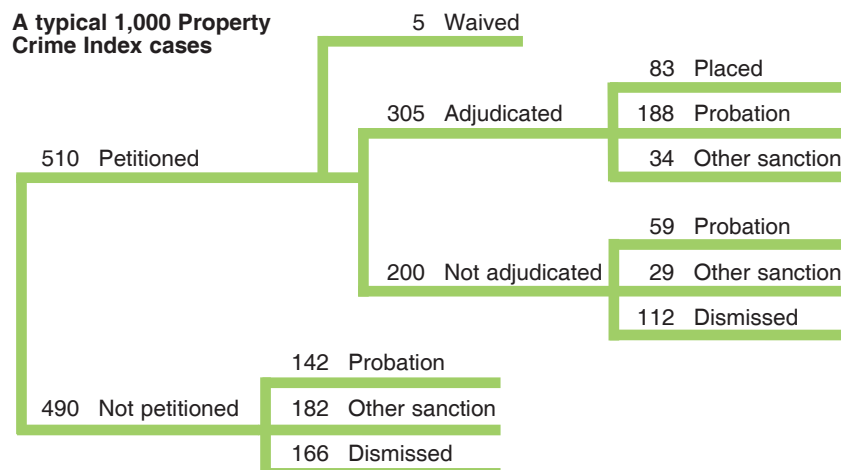 A typical 1,000 Property
Crime Index cases
5 Waived
83 Placed
305 Adjudicated
188 Probation
510 Petitioned
34 Other sanction
59 Probation
200 Not adjudicated
29 Other sanction
112 Dismissed
142 Probation
490 Not petitioned
182 Other sanction
166 Dismissed